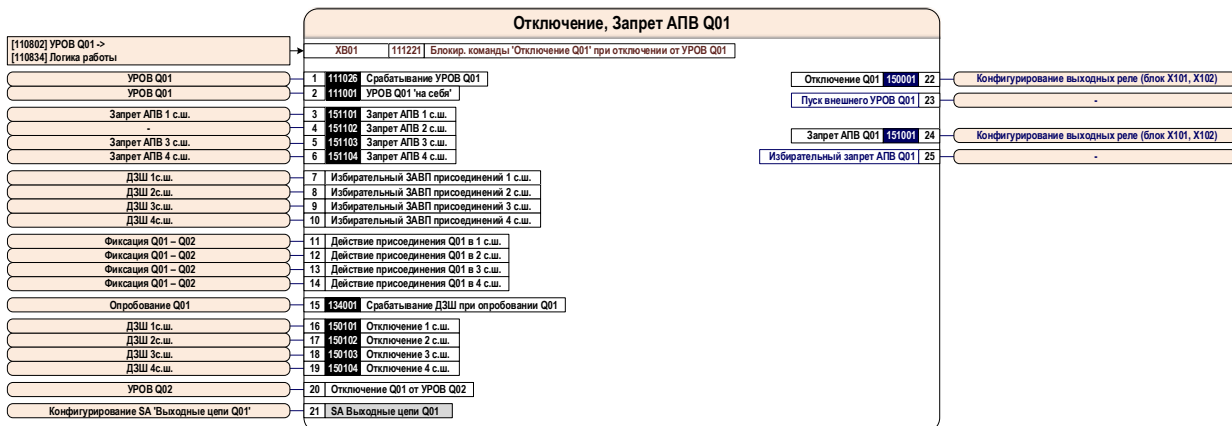 Отключение, Запрет АПВ Q01
[110802] УРОВ Q01 ->
[110834] Логика работы
XB01 111221 Блокир. команды 'Отключение Q01' при отключении от УРОВ Q01
УРОВ Q01 1 111026 Срабатывание УРОВ Q01
УРОВ Q01 2 111001 УРОВ Q01 'на себя'
Запрет АПВ 1 с.ш. 3 151101 Запрет АПВ 1 с.ш.
- 4 151102 Запрет АПВ 2 с.ш.
Запрет АПВ 3 с.ш. 5 151103 Запрет АПВ 3 с.ш.
Запрет АПВ 4 с.ш. 6 151104 Запрет АПВ 4 с.ш.
ДЗШ 1с.ш. 7 Избирательный ЗАВП присоединений 1 с.ш.
ДЗШ 2с.ш. 8 Избирательный ЗАВП присоединений 2 с.ш.
ДЗШ 3с.ш. 9 Избирательный ЗАВП присоединений 3 с.ш.
ДЗШ 4с.ш. 10 Избирательный ЗАВП присоединений 4 с.ш.
Фиксация Q01 – Q02 11 Действие присоединения Q01 в 1 с.ш.
Фиксация Q01 – Q02 12 Действие присоединения Q01 в 2 с.ш.
Фиксация Q01 – Q02 13 Действие присоединения Q01 в 3 с.ш.
Фиксация Q01 – Q02 14 Действие присоединения Q01 в 4 с.ш.
Опробование Q01 15 134001 Срабатывание ДЗШ при опробовании Q01
ДЗШ 1с.ш. 16 150101 Отключение 1 с.ш.
ДЗШ 2с.ш. 17 150102 Отключение 2 с.ш.
ДЗШ 3с.ш. 18 150103 Отключение 3 с.ш.
ДЗШ 4с.ш. 19 150104 Отключение 4 с.ш.
УРОВ Q02 20 Отключение Q01 от УРОВ Q02
Конфигурирование SA 'Выходные цепи Q01' 21 SA Выходные цепи Q01
Отключение Q01 150001 22 Конфигурирование выходных реле (блок X101, X102)
Пуск внешнего УРОВ Q01 23 -
Запрет АПВ Q01 151001 24 Конфигурирование выходных реле (блок X101, X102)
Избирательный запрет АПВ Q01 25 -